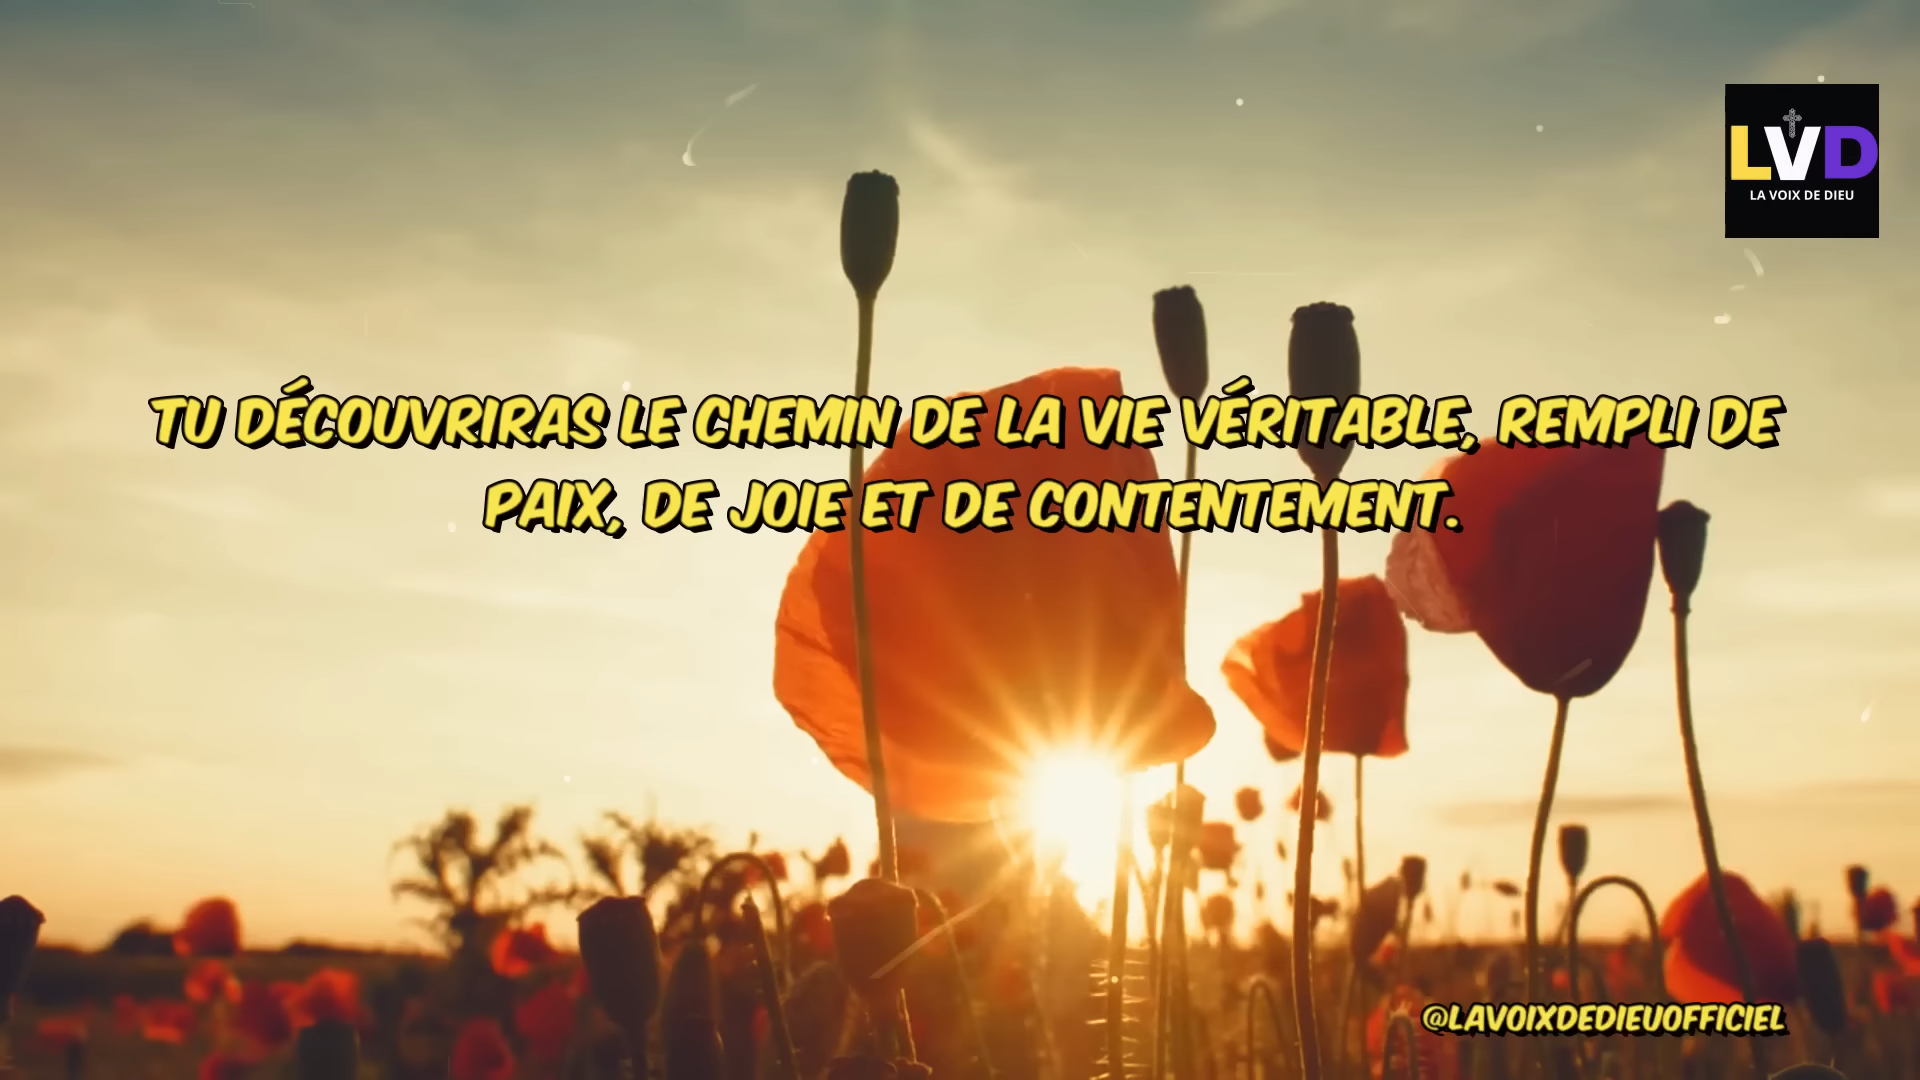 LVD
LA VOIX DE DIEU
TU DÉCOUVRIRAS LE CHEMIN DE LA VIE VÉRITABLE, REMPLI DE
PAIX, DE JOIE ET DE CONTENTEMENT.
@LAVOIXDEDIEUOFFICIEL